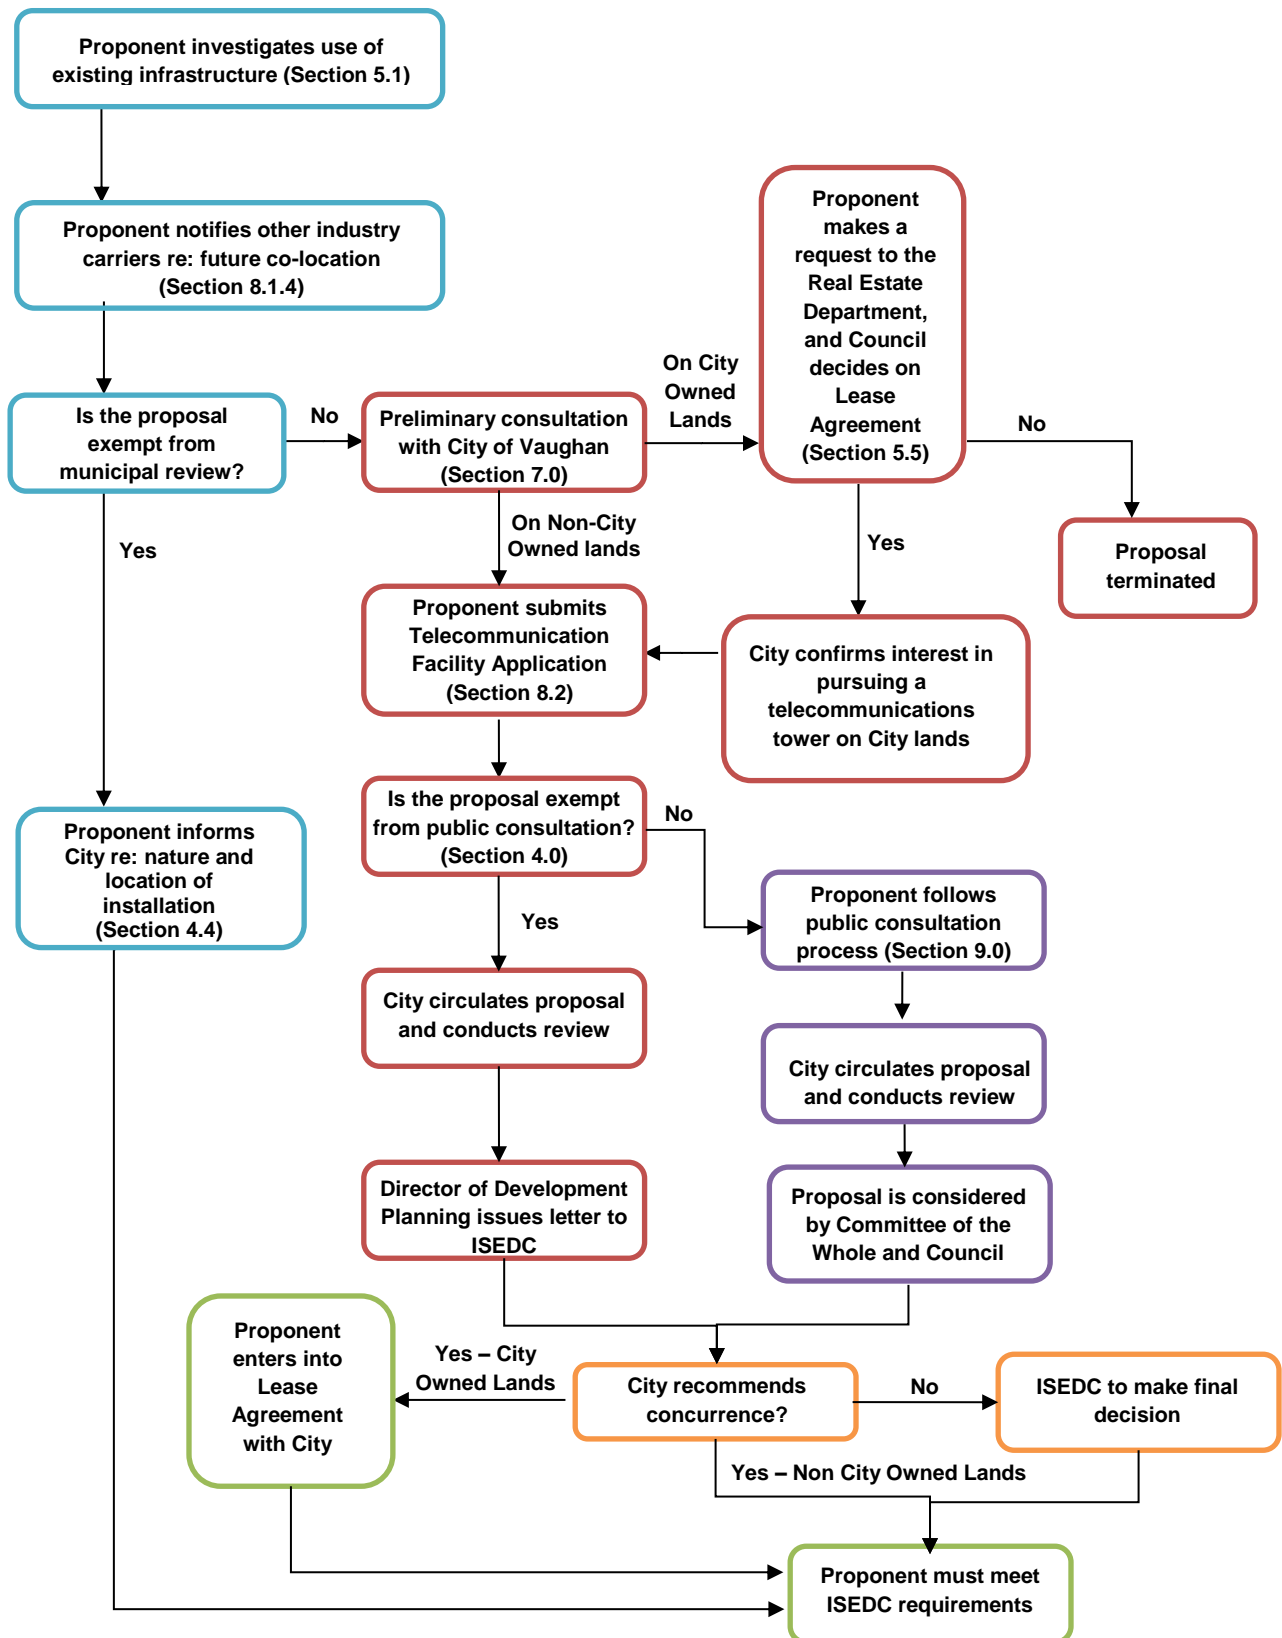 Proponent investigates use of
existing infrastructure (Section 5.1)
Proponent notifies other industry
carriers re: future co-location
(Section 8.1.4)
Is the proposal
exempt from
municipal review?
No
Yes
Preliminary consultation
with City of Vaughan
(Section 7.0)
On City
Owned
Lands
Proponent
makes a
request to the
Real Estate
Department,
and Council
decides on
Lease
Agreement
(Section 5.5)
No
Proposal
terminated
Yes
On Non-City
Owned lands
Proponent submits
Telecommunication
Facility Application
(Section 8.2)
City confirms interest in
pursuing a
telecommunications
tower on City lands
Is the proposal exempt
from public consultation?
(Section 4.0)
No
Yes
Proponent informs
City re: nature and
location of
installation
(Section 4.4)
Proponent follows
public consultation
process (Section 9.0)
City circulates proposal
and conducts review
City circulates proposal
and conducts review
Director of Development
Planning issues letter to
ISEDC
Proposal is considered
by Committee of the
Whole and Council
Proponent
enters into
Lease
Agreement
with City
Yes – City
Owned Lands
City recommends
concurrence?
No
ISEDC to make final
decision
Yes – Non City Owned Lands
Proponent must meet
ISEDC requirements